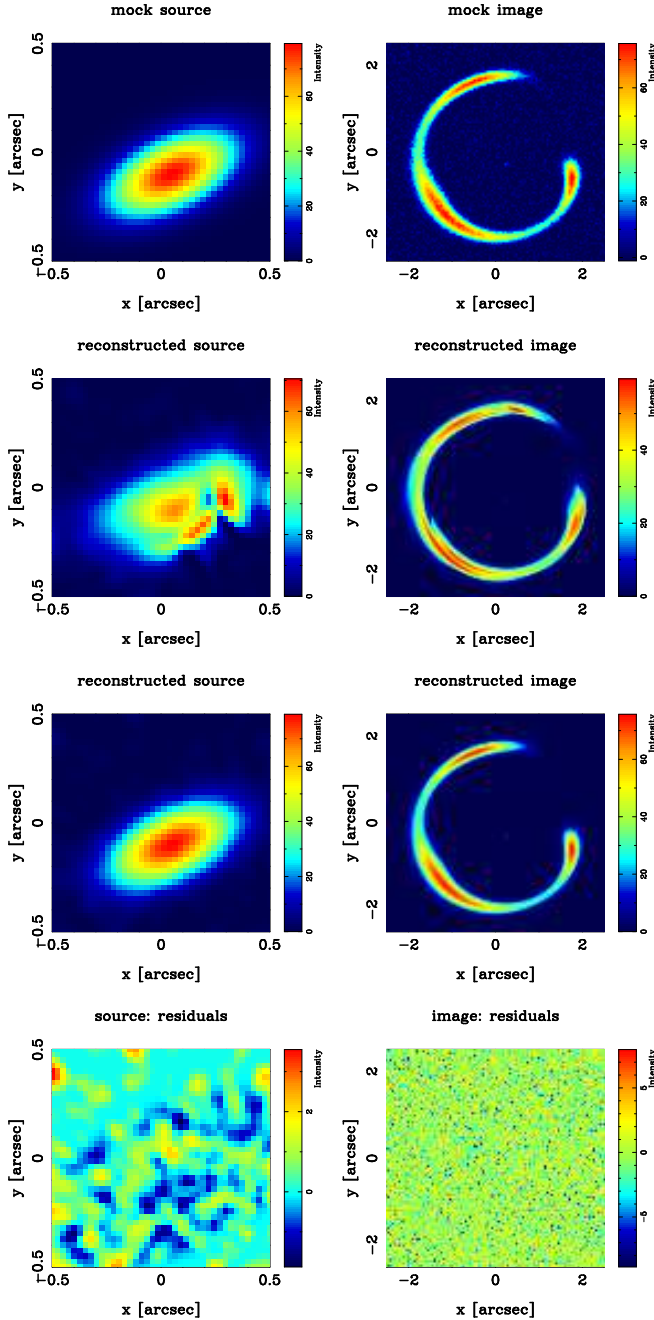 mock source
mock image
0.5
0
−0.5
y [arcsec]
−0.5 0 0.5
x [arcsec]
0 20 40 60
Intensity
2
0
−2
y [arcsec]
−2 0 2
x [arcsec]
0 20 40 60
Intensity
reconstructed source
reconstructed image
0.5
0
−0.5
y [arcsec]
−0.5 0 0.5
x [arcsec]
0 20 40 60
Intensity
2
0
−2
y [arcsec]
−2 0 2
x [arcsec]
0 20 40 60
Intensity
reconstructed source
reconstructed image
0.5
0
−0.5
y [arcsec]
−0.5 0 0.5
x [arcsec]
0 20 40 60
Intensity
2
0
−2
y [arcsec]
−2 0 2
x [arcsec]
0 20 40 60
Intensity
source: residuals
image: residuals
0.5
0
−0.5
y [arcsec]
−0.5 0 0.5
x [arcsec]
0 2
Intensity
2
0
−2
y [arcsec]
−2 0 2
x [arcsec]
−5 0 5
Intensity